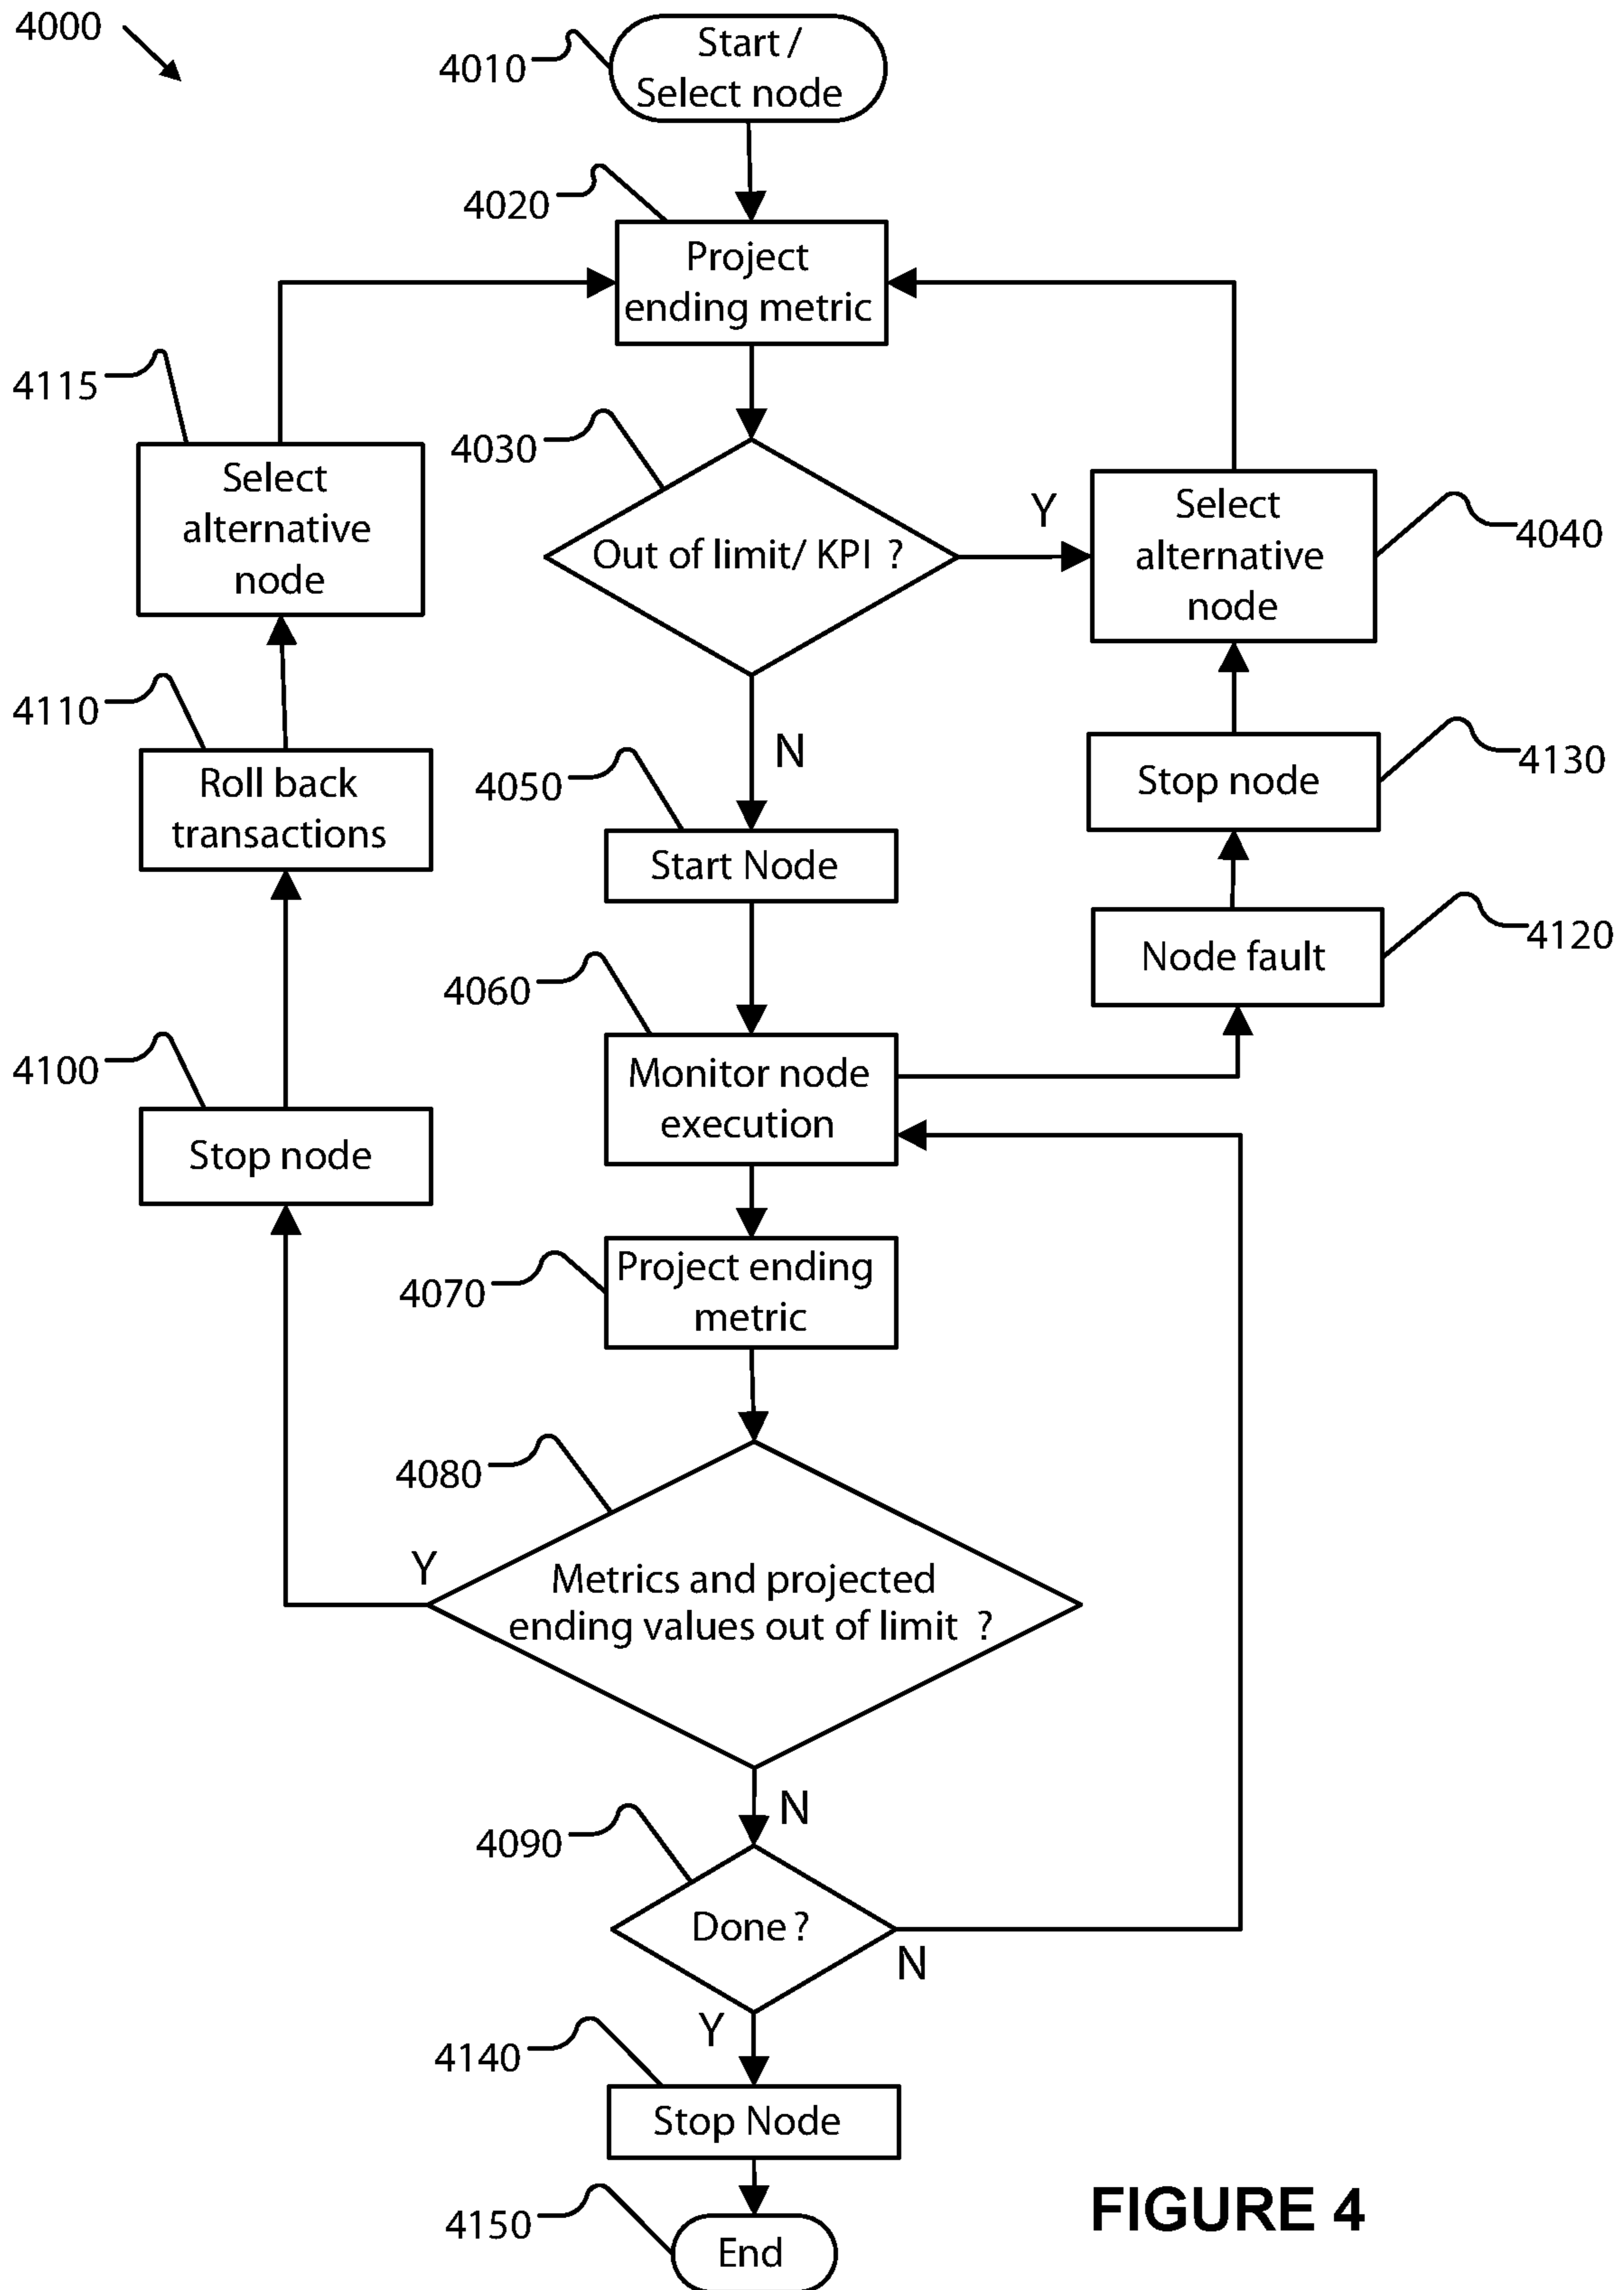 4000
4010
Start /
Select node
4020
Project
ending metric
4115
Select
alternative
node
4030
Out of limit/ KPI ?
Y
Select
alternative
node
4040
4110
Roll back
transactions
N
4050
Start Node
Stop node
4130
4060
Monitor node
execution
Node fault
4120
4100
Stop node
4070
Project ending
metric
4080
Y
Metrics and projected
ending values out of limit ?
N
4090
Done ?
N
Y
4140
Stop Node
4150
End
FIGURE 4